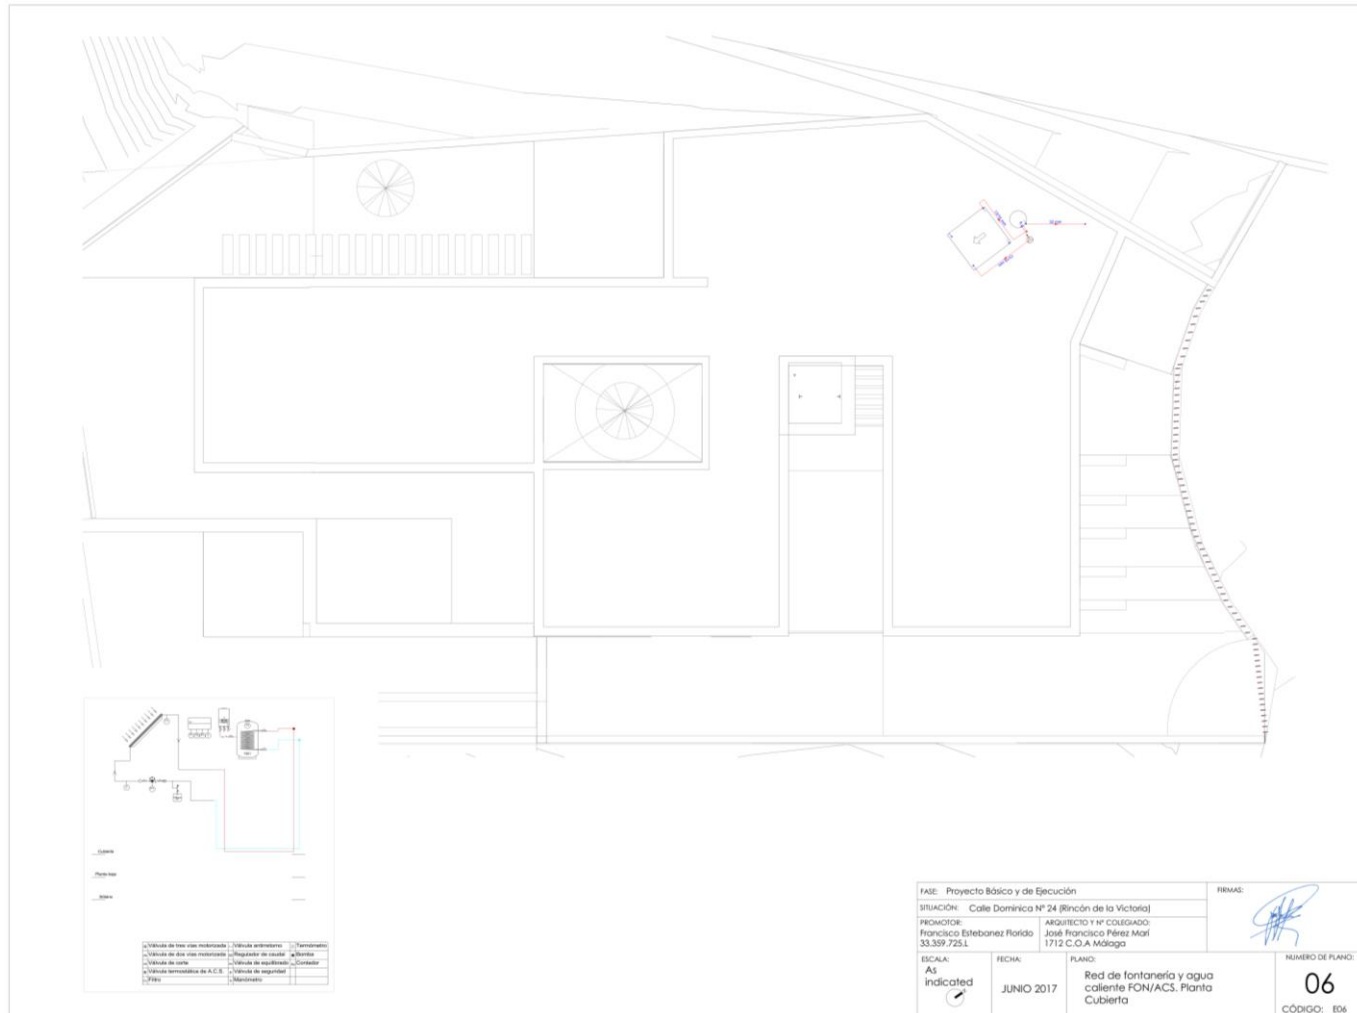 Cubierta
Planta baja
Sótano
Válvula de tres vías motorizada
Válvula antirretorno
Termómetro
Válvula de dos vías motorizada
Regulador de caudal
Bomba
Válvula de corte
Válvula de equilibrado
Contador
Válvula termostática de A.C.S.
Válvula de seguridad
Filtro
Manómetro
FASE: Proyecto Básico y de Ejecución
FIRMAS:
SITUACIÓN: Calle Dominica Nº 24 (Rincón de la Victoria)
PROMOTOR:
Francisco Estebanez Florido
33.359.725.L
ARQUITECTO Y Nº COLEGIADO:
José Francisco Pérez Marí
1712 C.O.A Málaga
ESCALA:
As
indicated
FECHA:
JUNIO 2017
PLANO:
Red de fontanería y agua
caliente FON/ACS. Planta
Cubierta
NUMERO DE PLANO:
06
CÓDIGO: E06